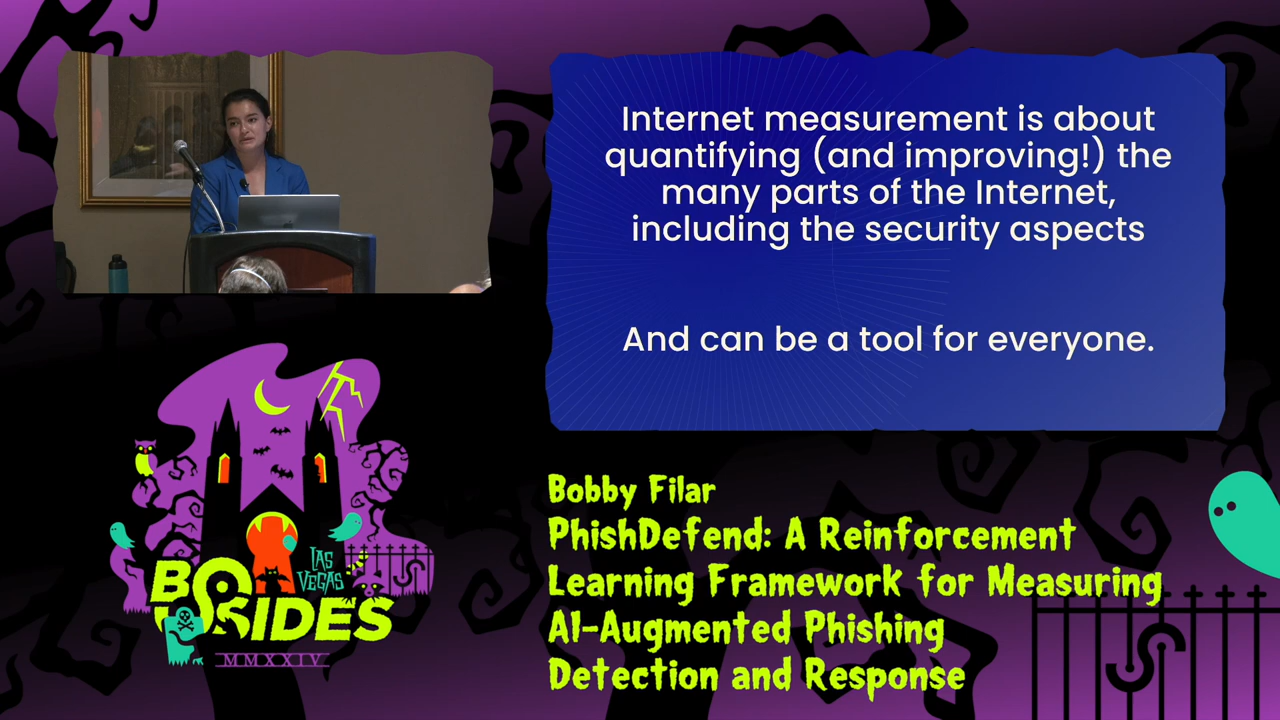 Internet measurement is about
quantifying (and improving!) the
many parts of the Internet,
including the security aspects
And can be a tool for everyone.
BSIDES
LAS
VEGAS
MMXXIV
Bobby Filar
PhishDefend: A Reinforcement
Learning Framework for Measuring
AI-Augmented Phishing
Detection and Response